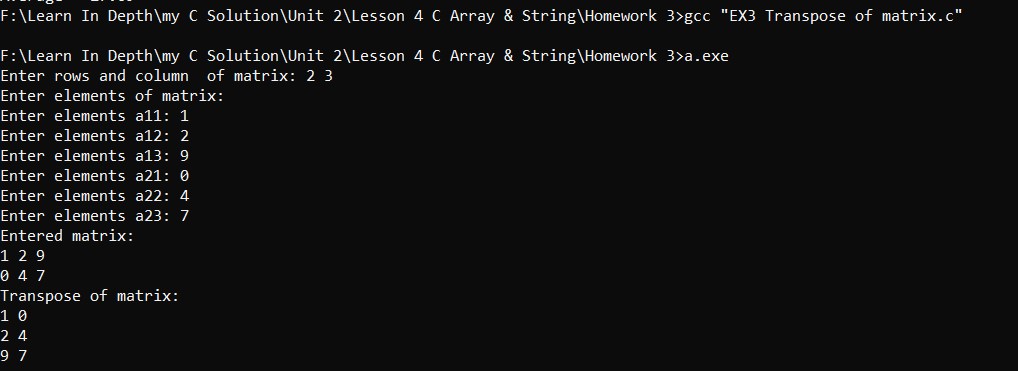 F:\Learn In Depth\my C Solution\Unit 2\Lesson 4 C Array & String\Homework 3>gcc "EX3 Transpose of matrix.c"
F:\Learn In Depth\my C Solution\Unit 2\Lesson 4 C Array & String\Homework 3>a.exe
Enter rows and column  of matrix: 2 3
Enter elements of matrix:
Enter elements a11: 1
Enter elements a12: 2
Enter elements a13: 9
Enter elements a21: 0
Enter elements a22: 4
Enter elements a23: 7
Entered matrix:
1 2 9
0 4 7
Transpose of matrix:
1 0
2 4
9 7